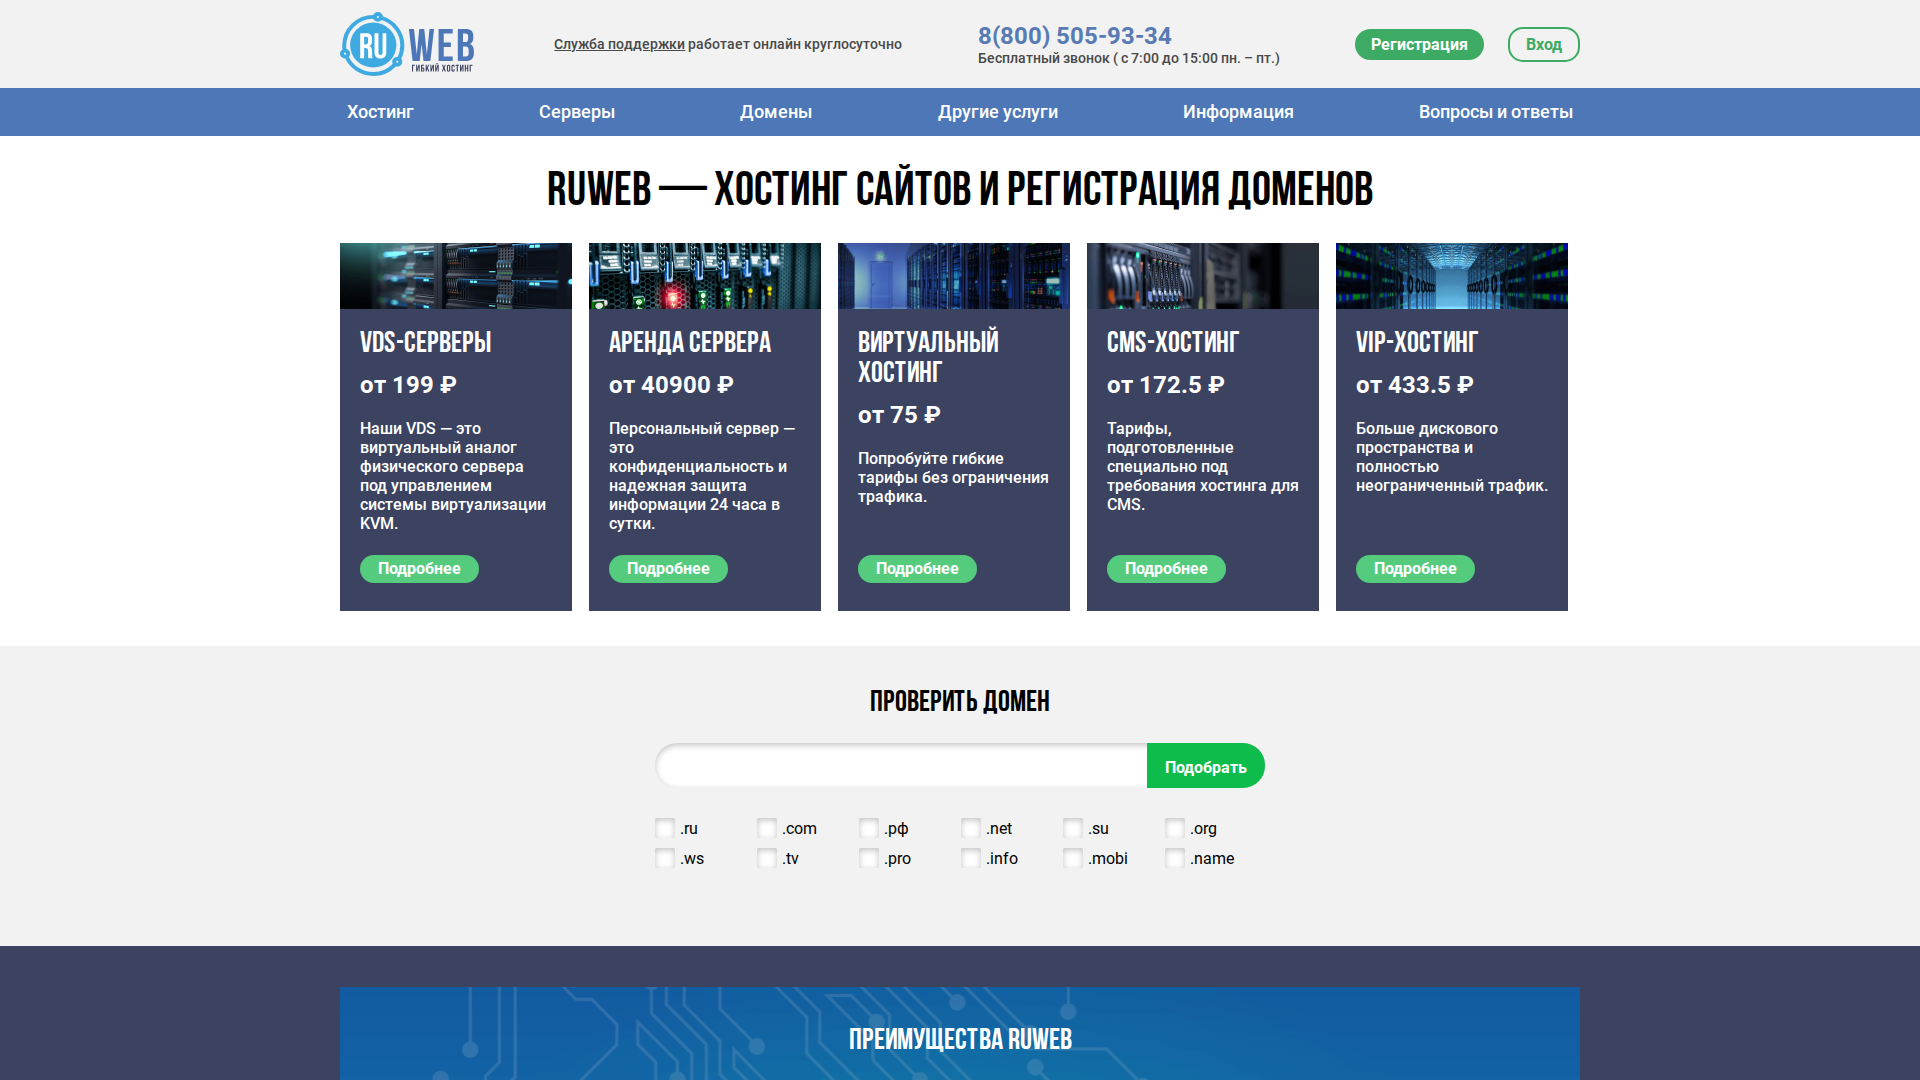 RU WEB
ГИБКИЙ ХОСТИНГ
Служба поддержки работает онлайн круглосуточно
8(800) 505-93-34
Бесплатный звонок ( с 7:00 до 15:00 пн. – пт.)
Регистрация
Вход
Хостинг
Серверы
Домены
Другие услуги
Информация
Вопросы и ответы
RUWEB — ХОСТИНГ САЙТОВ И РЕГИСТРАЦИЯ ДОМЕНОВ
VDS-СЕРВЕРЫ
от 199 ₽
Наши VDS — это
виртуальный аналог
физического сервера
под управлением
системы виртуализации
KVM.
Подробнее
АРЕНДА СЕРВЕРА
от 40900 ₽
Персональный сервер —
это
конфиденциальность и
надежная защита
информации 24 часа в
сутки.
Подробнее
ВИРТУАЛЬНЫЙ
ХОСТИНГ
от 75 ₽
Попробуйте гибкие
тарифы без ограничения
трафика.
Подробнее
CMS-ХОСТИНГ
от 172.5 ₽
Тарифы,
подготовленные
специально под
требования хостинга для
CMS.
Подробнее
VIP-ХОСТИНГ
от 433.5 ₽
Больше дискового
пространства и
полностью
неограниченный трафик.
Подробнее
ПРОВЕРИТЬ ДОМЕН
Подобрать
.ru .com .рф .net .su .org
.ws .tv .pro .info .mobi .name
ПРЕИМУЩЕСТВА RUWEB